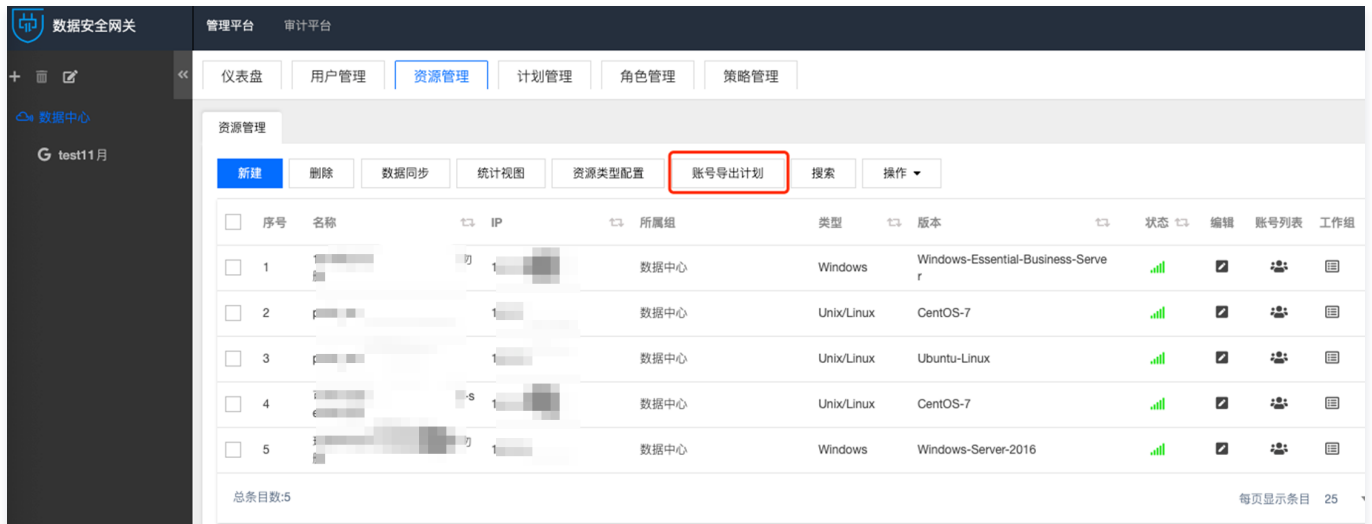 数据安全网关 管理平台 审计平台
仪表盘 用户管理 资源管理 计划管理 角色管理 策略管理
数据中心
test11月
资源管理
新建 删除 数据同步 统计视图 资源类型配置 账号导出计划 搜索 操作
序号 名称 IP 所属组 类型 版本 状态 编辑 账号列表 工作组
1 数据中心 Windows Windows-Essential-Business-Serve
r
2 数据中心 Unix/Linux CentOS-7
3 数据中心 Unix/Linux Ubuntu-Linux
4 -s 数据中心 Unix/Linux CentOS-7
5 数据中心 Windows Windows-Server-2016
总条目数:5 每页显示条目 25